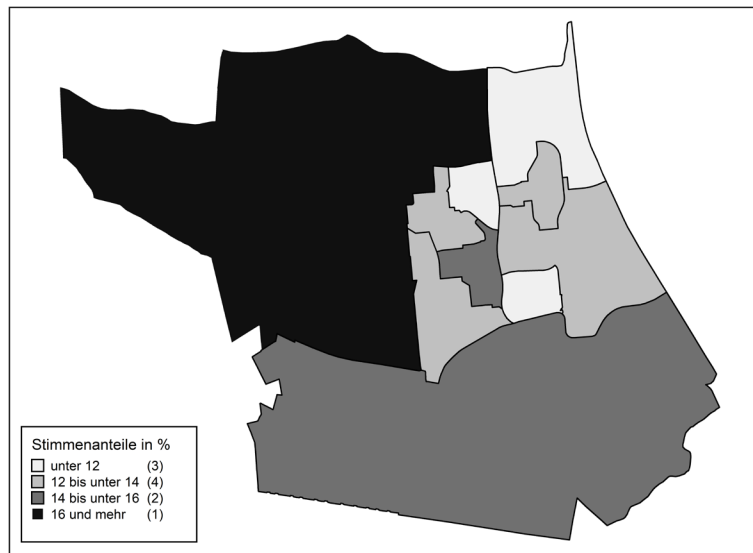 Stimmenanteile in %
unter 12 (3)
12 bis unter 14 (4)
14 bis unter 16 (2)
16 und mehr (1)